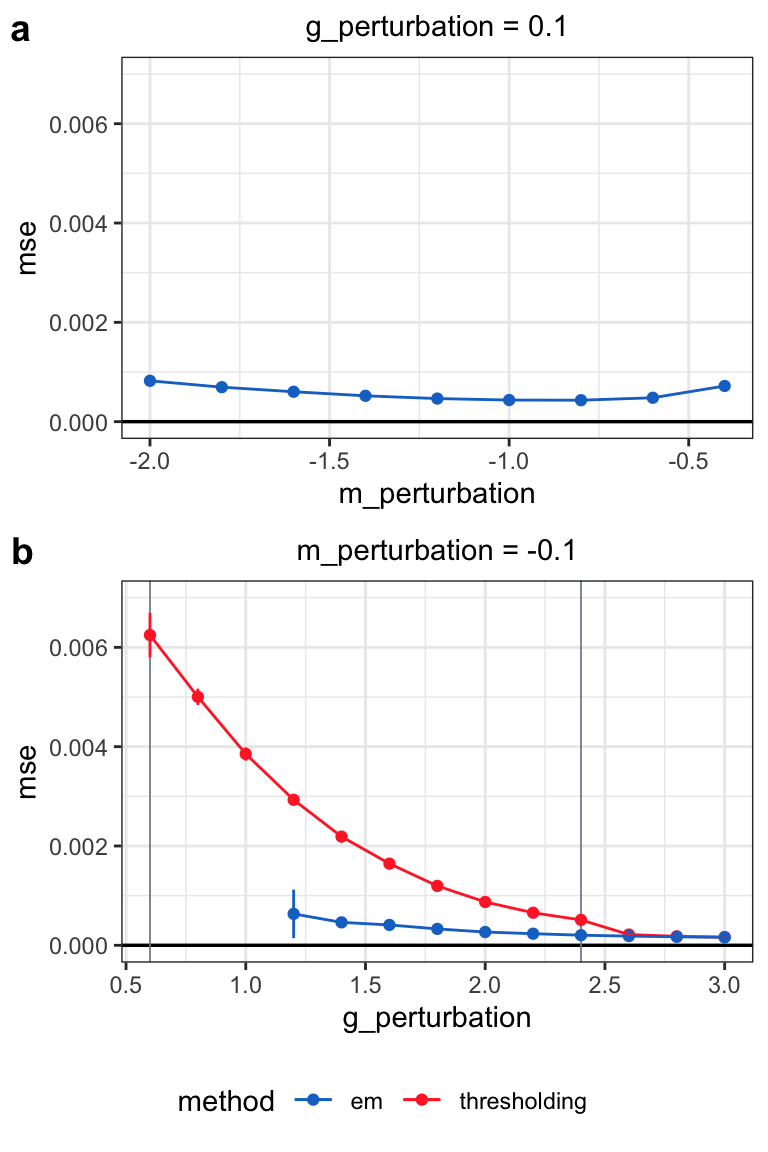 a
g_perturbation = 0.1
mse
0.006
0.004
0.002
0.000
-2.0 -1.5 -1.0 -0.5
m_perturbation
b
m_perturbation = -0.1
mse
0.006
0.004
0.002
0.000
0.5 1.0 1.5 2.0 2.5 3.0
g_perturbation
method em thresholding